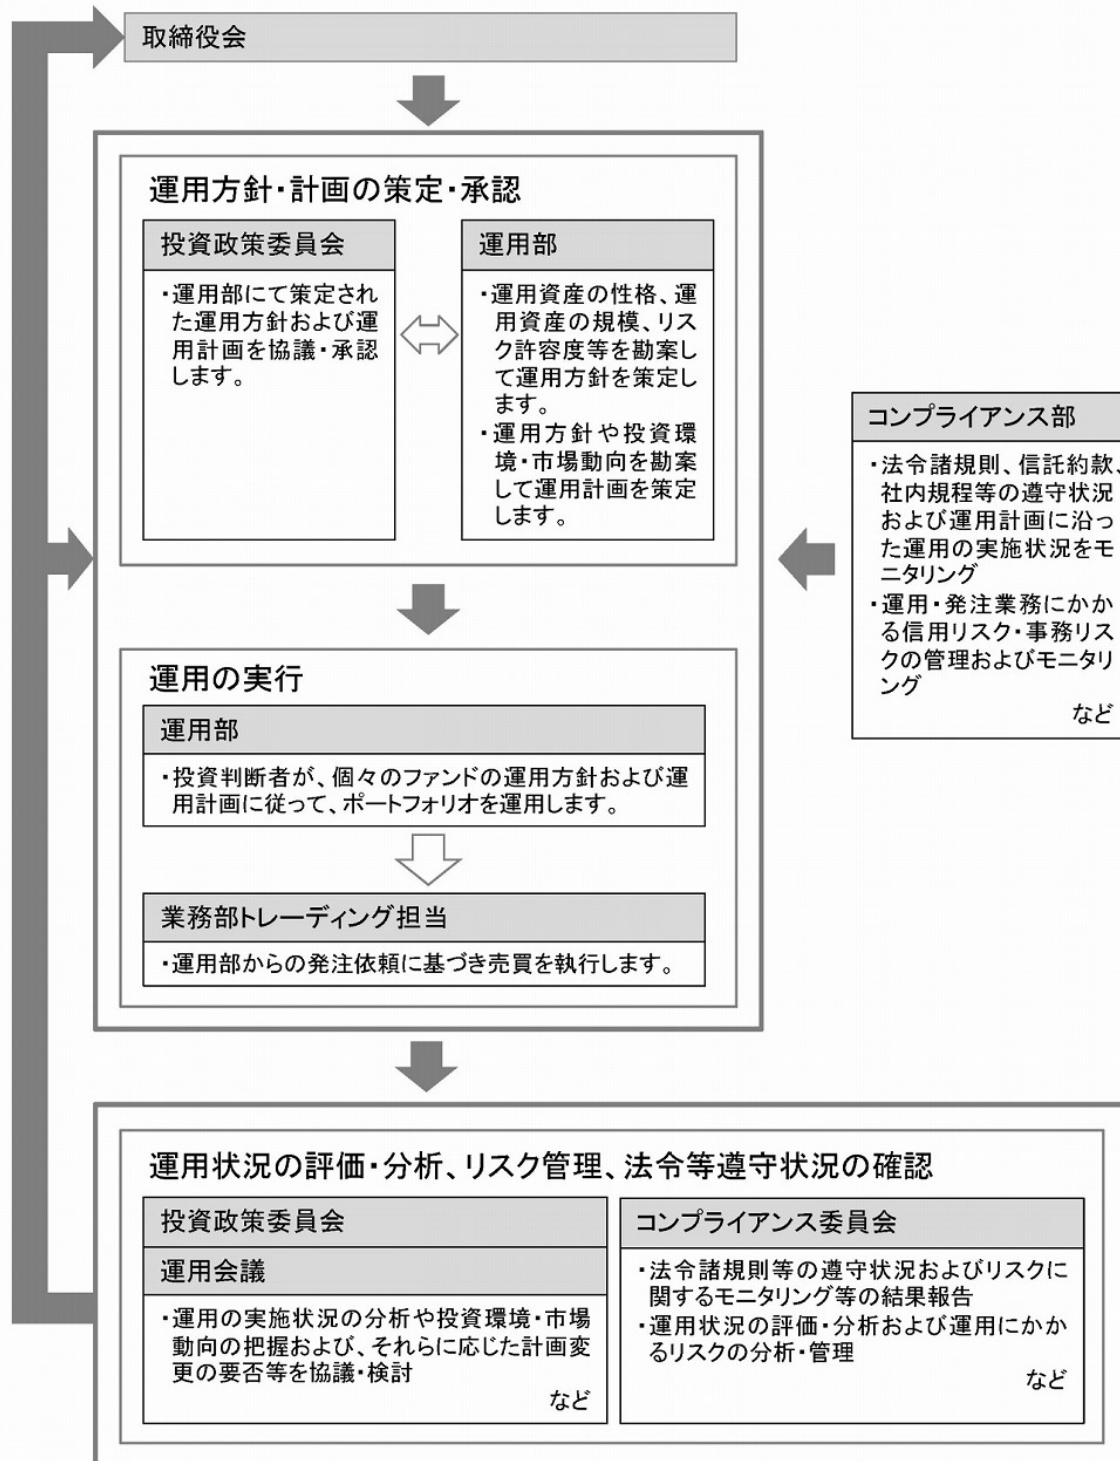 取締役会
運用方針・計画の策定・承認
投資政策委員会
・運用部にて策定され
た運用方針および運
用計画を協議・承認
します。
運用部
・運用資産の性格、運
用資産の規模、リス
ク許容度等を勘案し
て運用方針を策定し
ます。
・運用方針や投資環
境・市場動向を勘案
して運用計画を策定
します。
コンプライアンス部
・法令諸規則、信託約款、
社内規程等の遵守状況
および運用計画に沿っ
た運用の実施状況をモ
ニタリング
・運用・発注業務にかか
る信用リスク・事務リス
クの管理およびモニタリ
ング
など
運用の実行
運用部
・投資判断者が、個々のファンドの運用方針および運
用計画に従って、ポートフォリオを運用します。
業務部トレーディング担当
・運用部からの発注依頼に基づき売買を執行します。
運用状況の評価・分析、リスク管理、法令等遵守状況の確認
投資政策委員会
運用会議
・運用の実施状況の分析や投資環境・市場
動向の把握および、それらに応じた計画変
更の要否等を協議・検討
など
コンプライアンス委員会
・法令諸規則等の遵守状況およびリスクに
関するモニタリング等の結果報告
・運用状況の評価・分析および運用にかか
るリスクの分析・管理
など